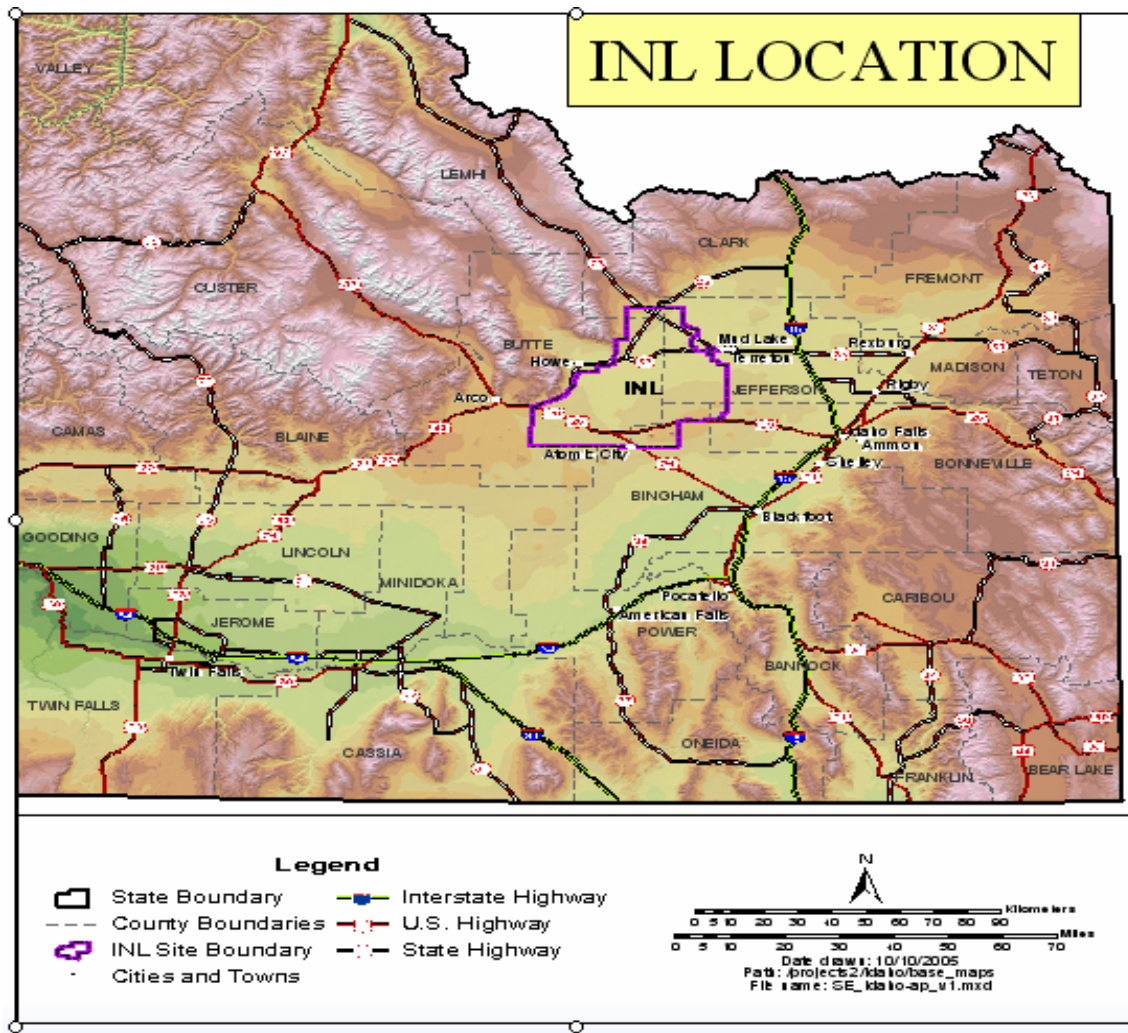 INL LOCATION
VALLEY
LEMHI
CLARK
FREMONT
CUSTER
BUTTE
Howe
Mud Lake
Terreton
Rexburg
MADISON
TETON
INL
JEFFERSON
Rigby
Arco
CAMAS
BLAINE
Idaho Falls
Ammon
Atomic City
Shelley
BONNEVILLE
BINGHAM
Blackfoot
GOODING
LINCOLN
MINIDOKA
Pocatello
American Falls
CARIBOU
JEROME
POWER
BANNOCK
Twin Falls
TWIN FALLS
CASSIA
ONEIDA
FRANKLIN
BEAR LAKE
Legend
State Boundary
County Boundaries
INL Site Boundary
Cities and Towns
Interstate Highway
U.S. Highway
State Highway
N
0 5 10 20 30 40 50 60 70 80 90 Kilometers
0 5 10 20 30 40 50 60 70 Miles
Date drawn: 10/10/2005
Path: /projects2/Idaho/base_maps
File name: SE_Idaho-ap_v1.mxd